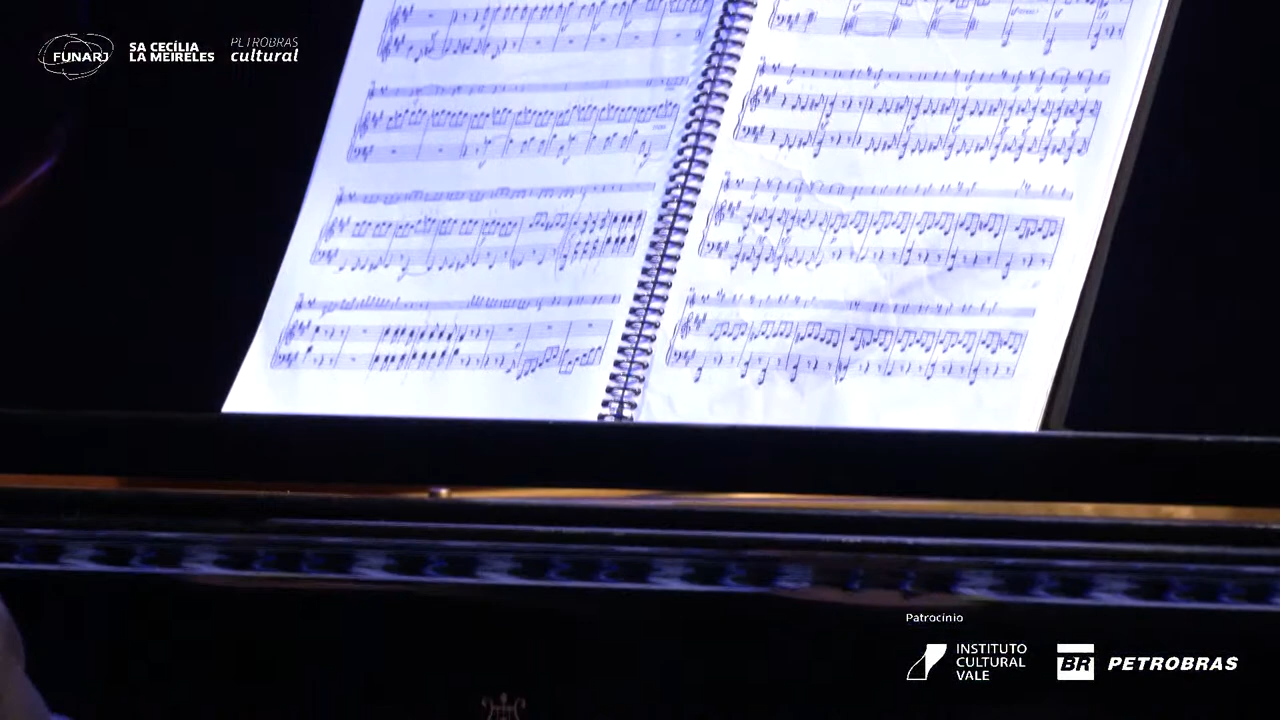 FUNARJ
SA CECÍLIA
LA MEIRELES
PETROBRAS
cultural
Patrocínio
INSTITUTO
CULTURAL
VALE
BR PETROBRAS